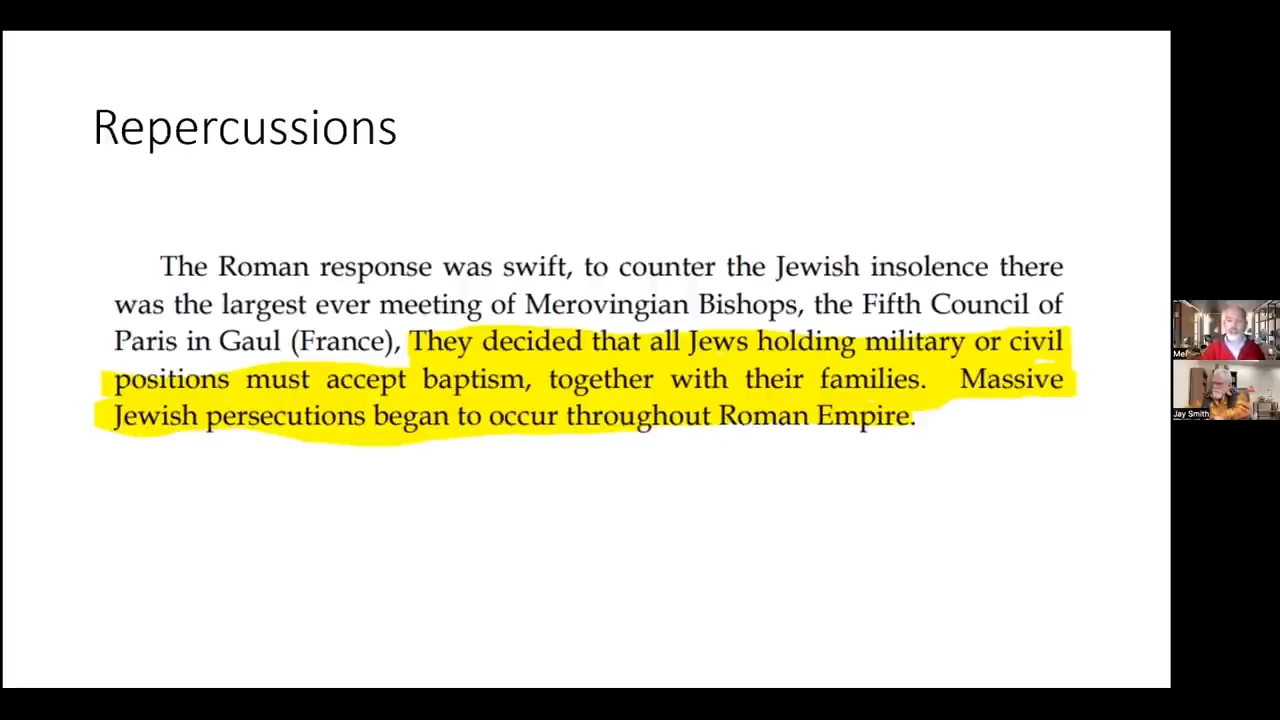 Repercussions
The Roman response was swift, to counter the Jewish insolence there
was the largest ever meeting of Merovingian Bishops, the Fifth Council of
Paris in Gaul (France), They decided that all Jews holding military or civil
positions must accept baptism, together with their families. Massive
Jewish persecutions began to occur throughout Roman Empire.
Mel
Jay Smith